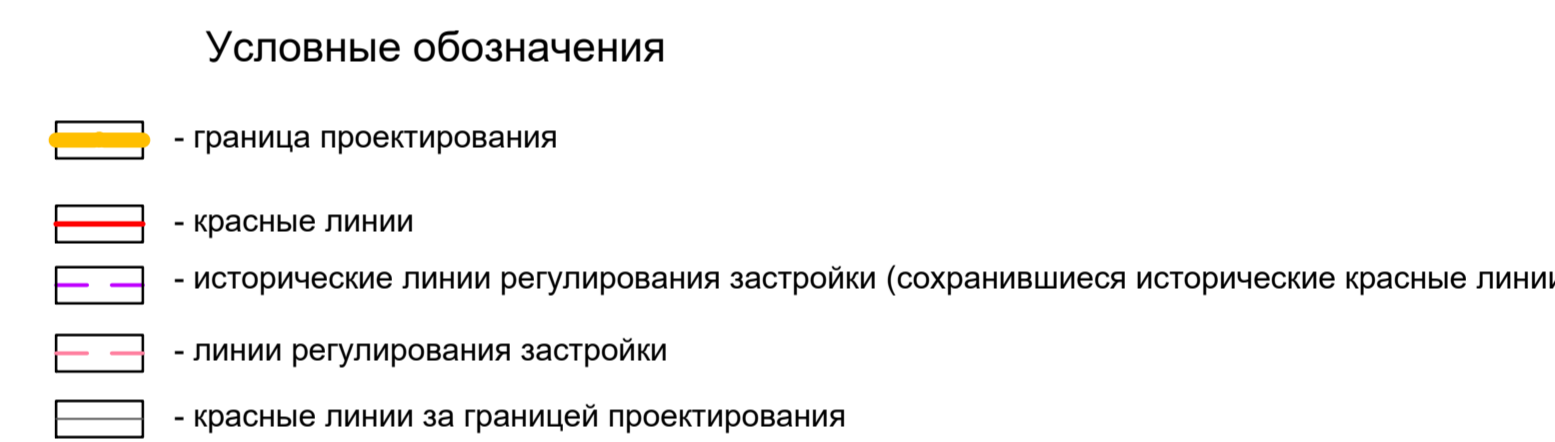 Условные обозначения
- граница проектирования
- красные линии
- исторические линии регулирования застройки (сохранившиеся исторические красные линии
- линии регулирования застройки
- красные линии за границей проектирования